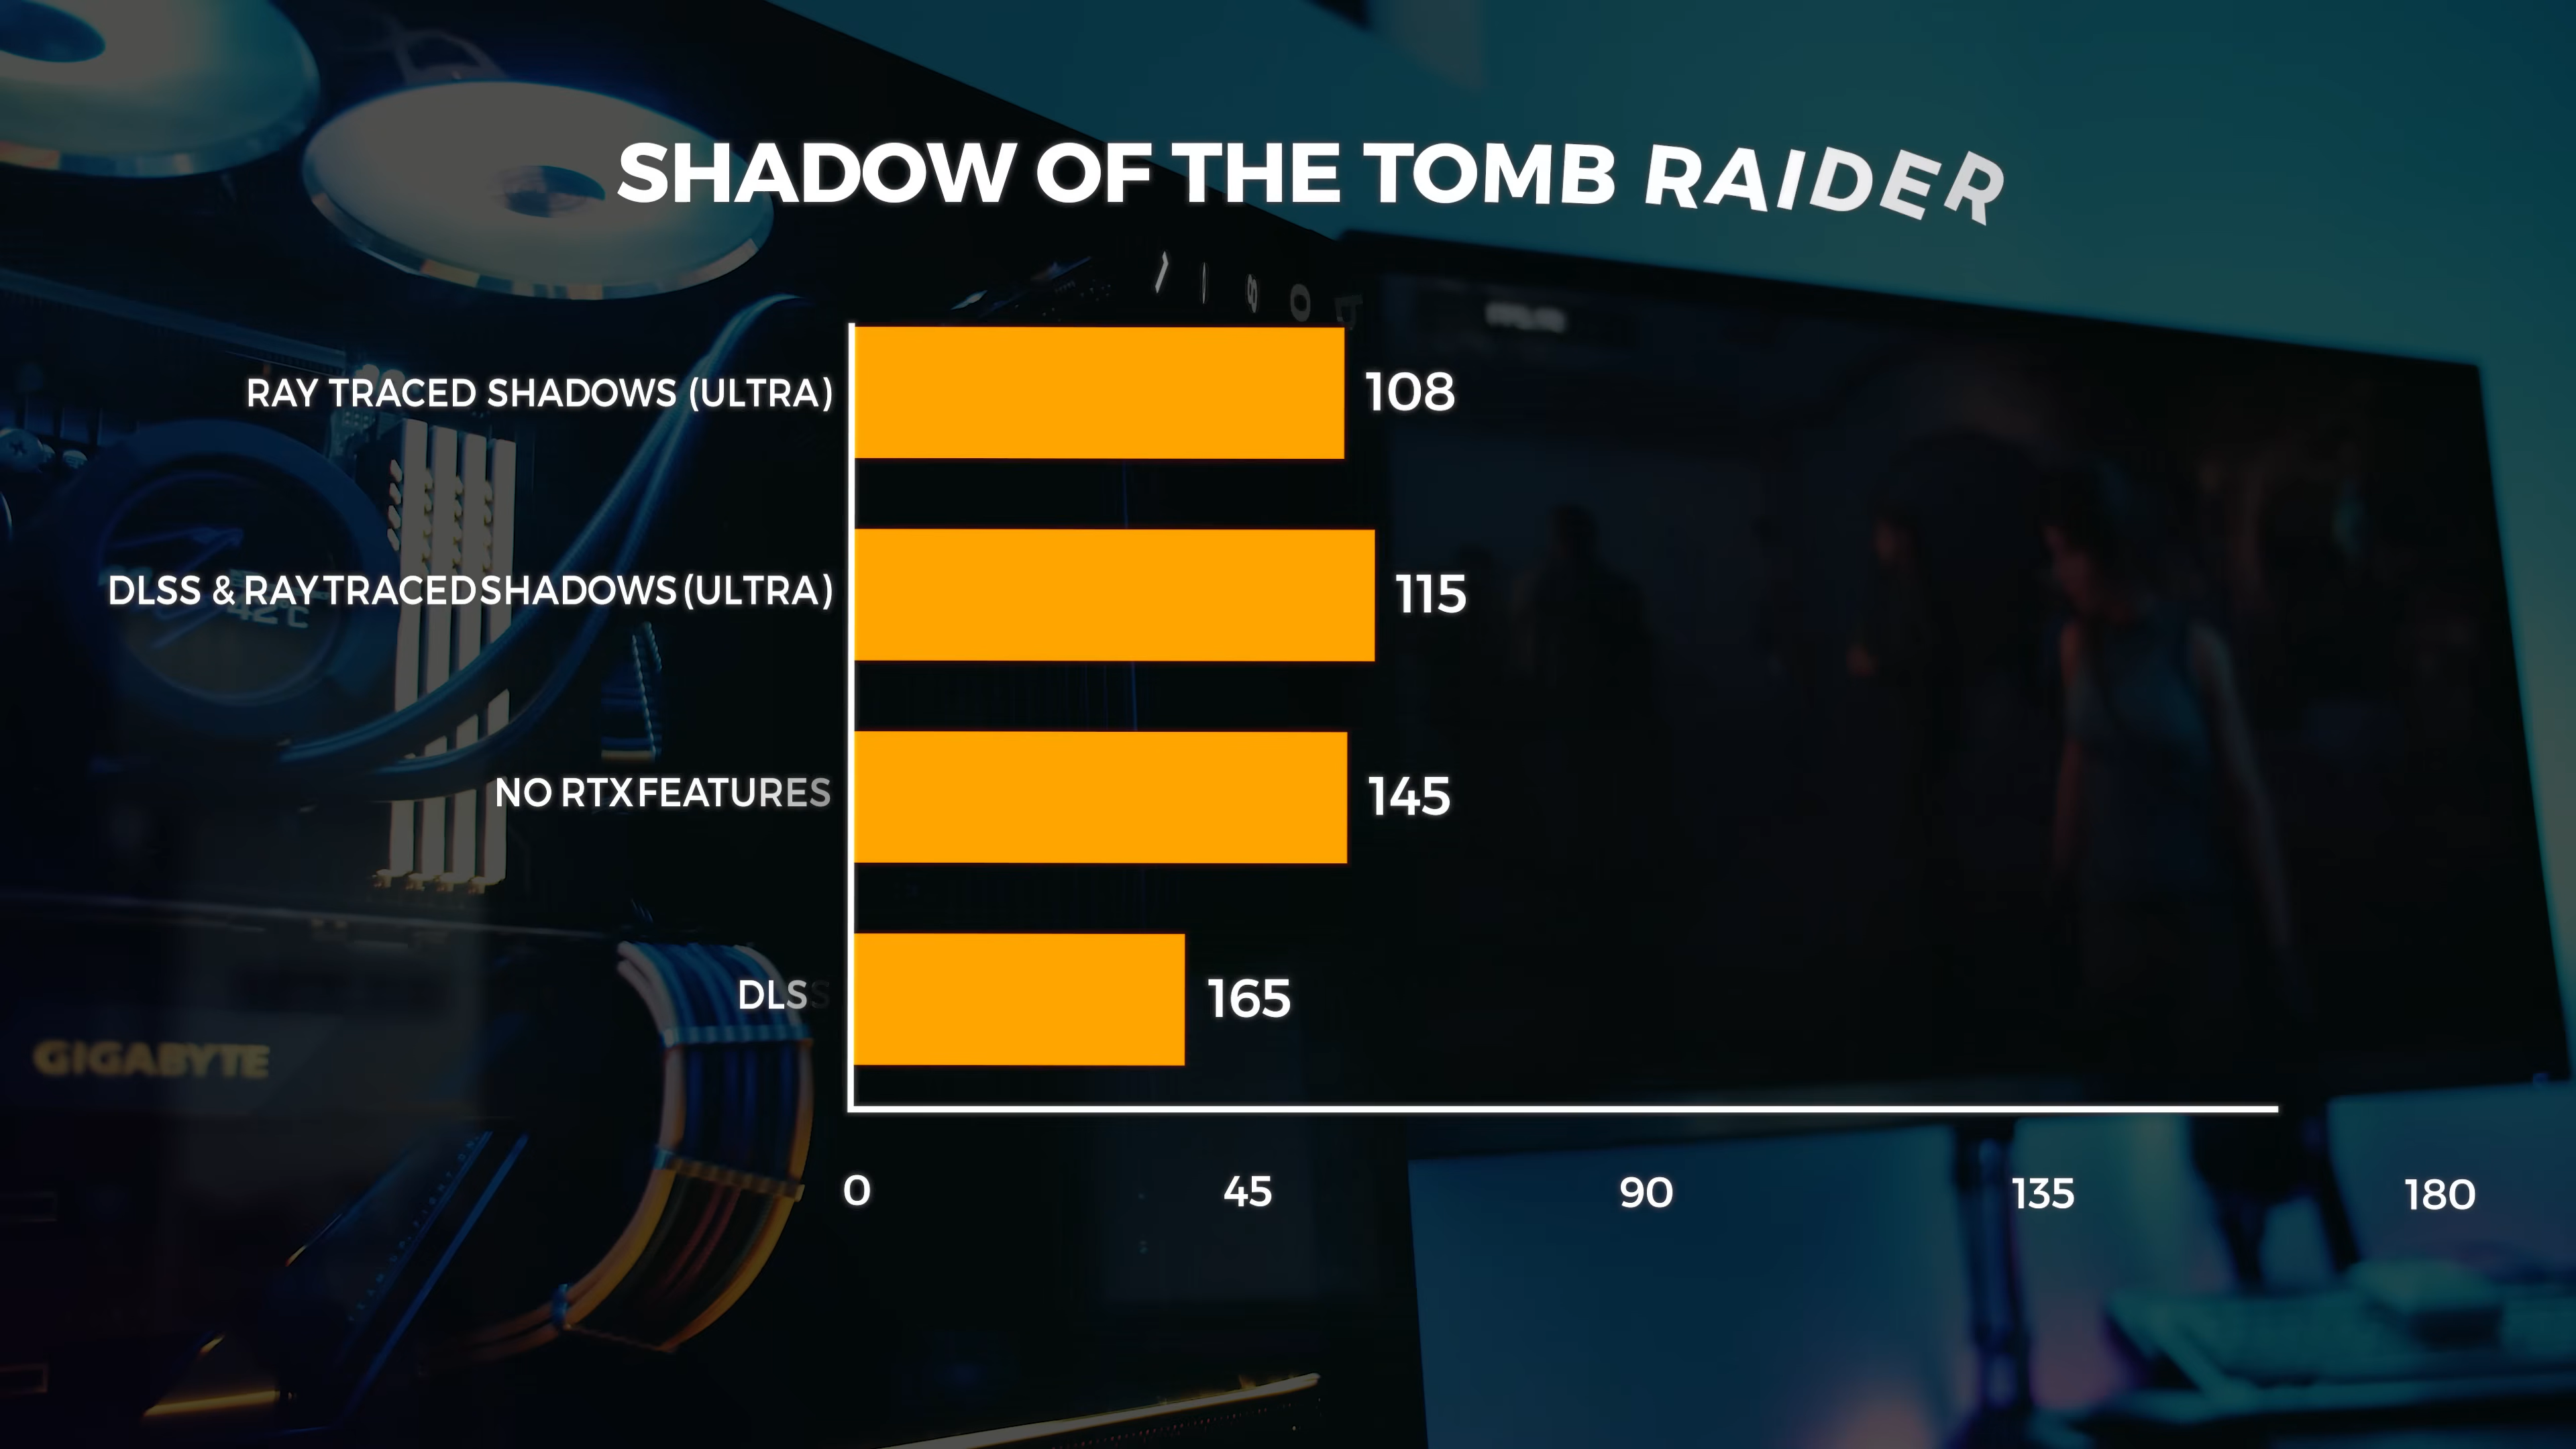 SHADOW OF THE TOMB RAIDER
RAY TRACED SHADOWS (ULTRA)
108
DLSS & RAY TRACED SHADOWS (ULTRA)
115
42°C
NO RTX FEATURES
145
DLSS
165
GIGABYTE
0 45 90 135 180